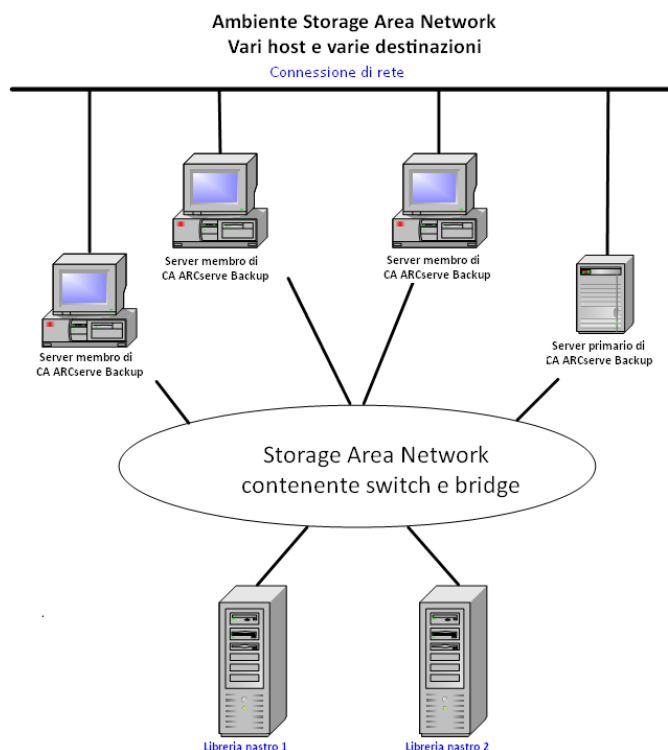 Ambiente Storage Area Network
Vari host e varie destinazioni
Connessione di rete
Server membro di
CA ARCserve Backup
Server membro di
CA ARCserve Backup
Server membro di
CA ARCserve Backup
Server primario di
CA ARCserve Backup
Storage Area Network
contenente switch e bridge
Libreria nastro 1
Libreria nastro 2